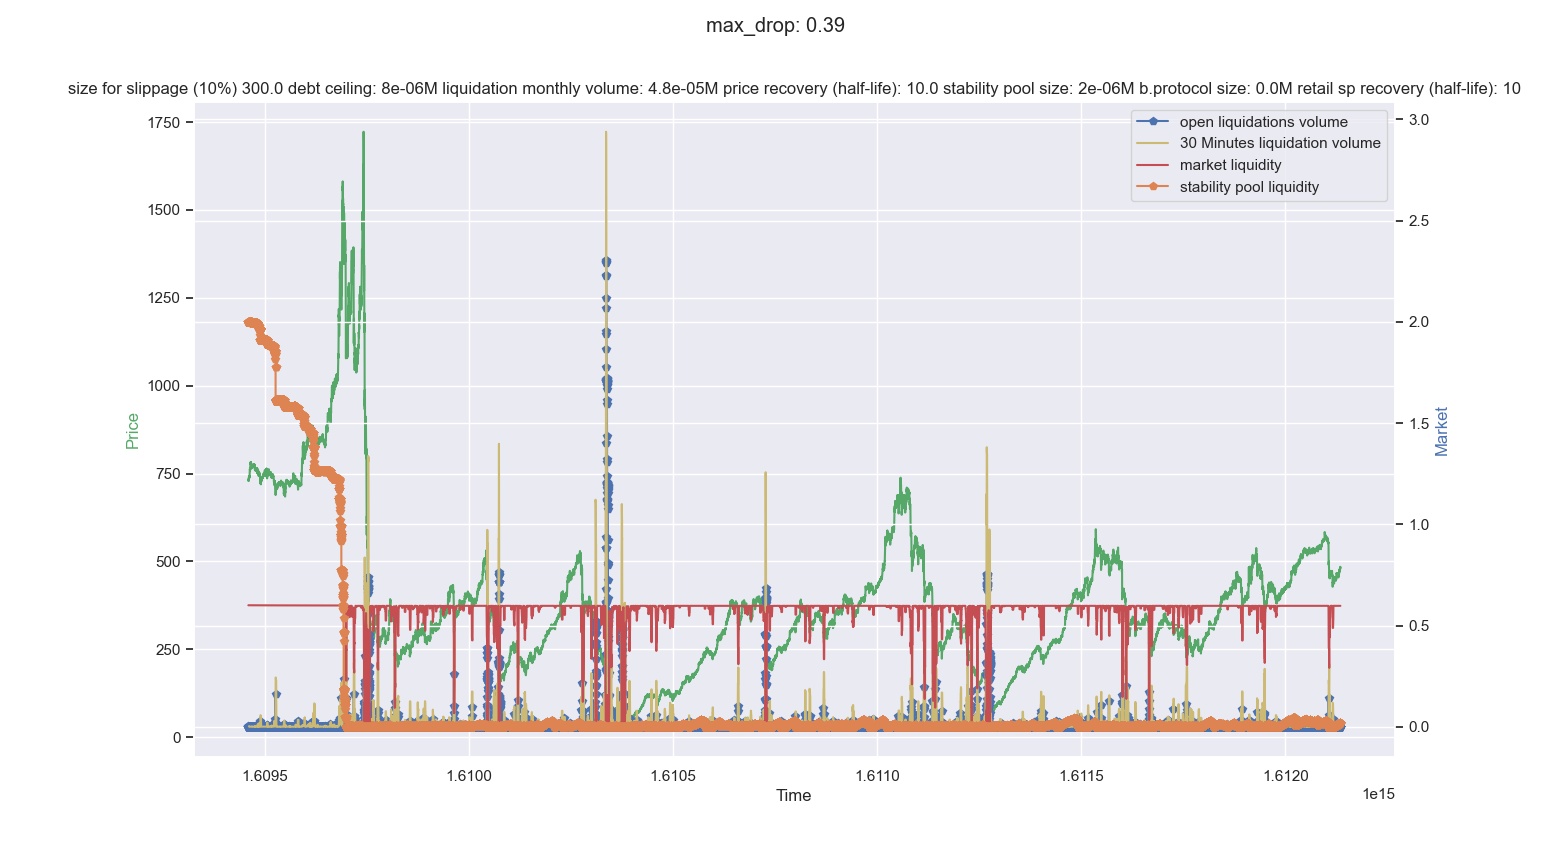 max_drop: 0.39
size for slippage (10%) 300.0 debt ceiling: 8e-06M liquidation monthly volume: 4.8e-05M price recovery (half-life): 10.0 stability pool size: 2e-06M b.protocol size: 0.0M retail sp recovery (half-life): 10
open liquidations volume
30 Minutes liquidation volume
market liquidity
stability pool liquidity
Price
1750
1500
1250
1000
750
500
250
0
3.0
2.5
2.0
1.5
1.0
0.5
0.0
Market
1.6095 1.6100 1.6105 1.6110 1.6115 1.6120
1e15
Time